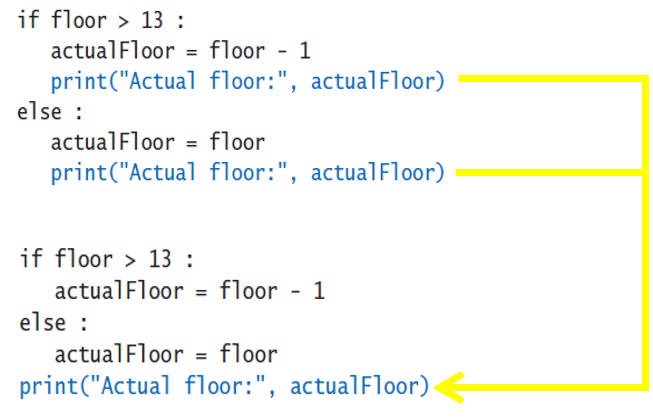 if floor > 13 :
   actualFloor = floor - 1
   print("Actual floor:", actualFloor)
else :
   actualFloor = floor
   print("Actual floor:", actualFloor)
if floor > 13 :
   actualFloor = floor - 1
else :
   actualFloor = floor
print("Actual floor:", actualFloor)